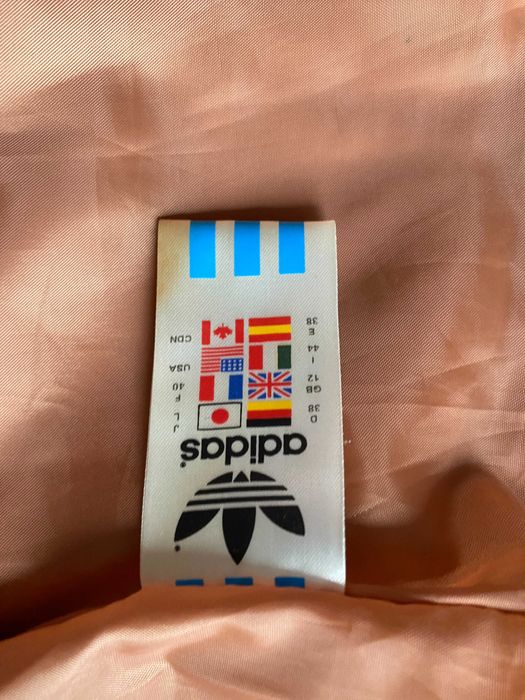 adidas
D J
38 L
GB F
12 40
I USA
44
E CDN
38